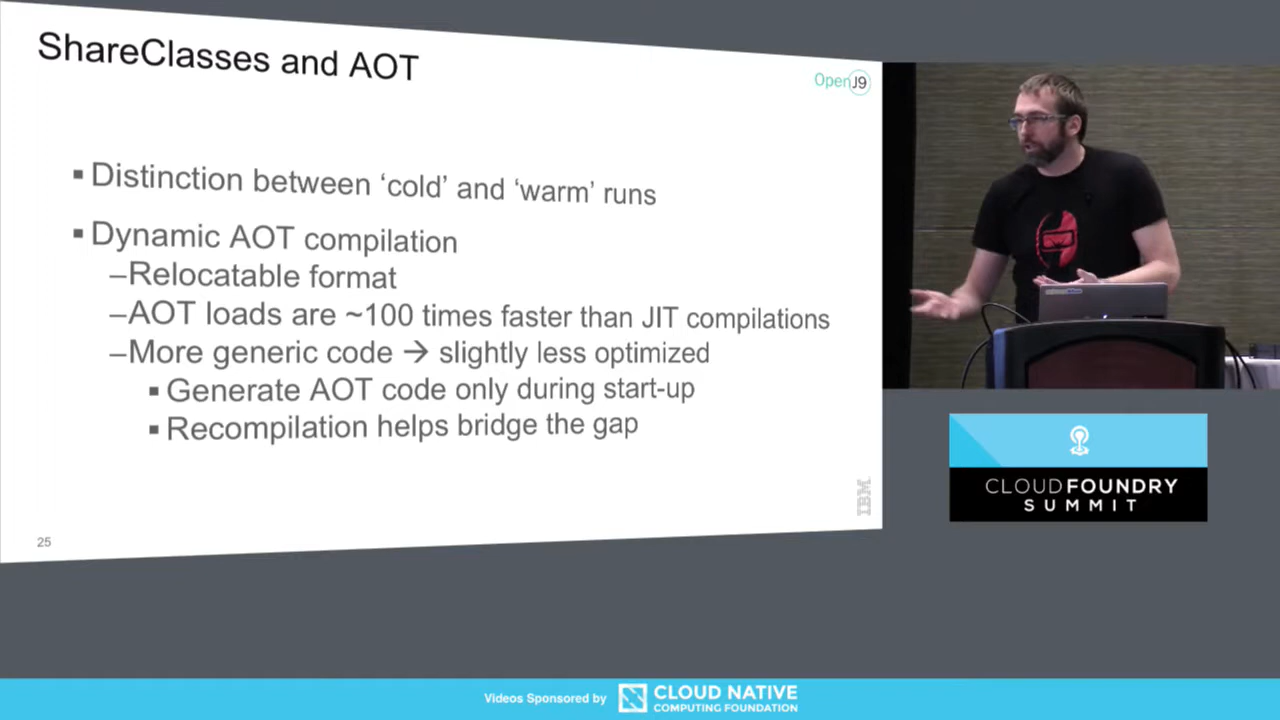 ShareClasses and AOT
OpenJ9
▪ Distinction between ‘cold’ and ‘warm’ runs
▪ Dynamic AOT compilation
–Relocatable format
–AOT loads are ~100 times faster than JIT compilations
–More generic code → slightly less optimized
▪ Generate AOT code only during start-up
▪ Recompilation helps bridge the gap
IBM
25
CLOUD FOUNDRY
SUMMIT
Videos Sponsored by
CLOUD NATIVE
COMPUTING FOUNDATION